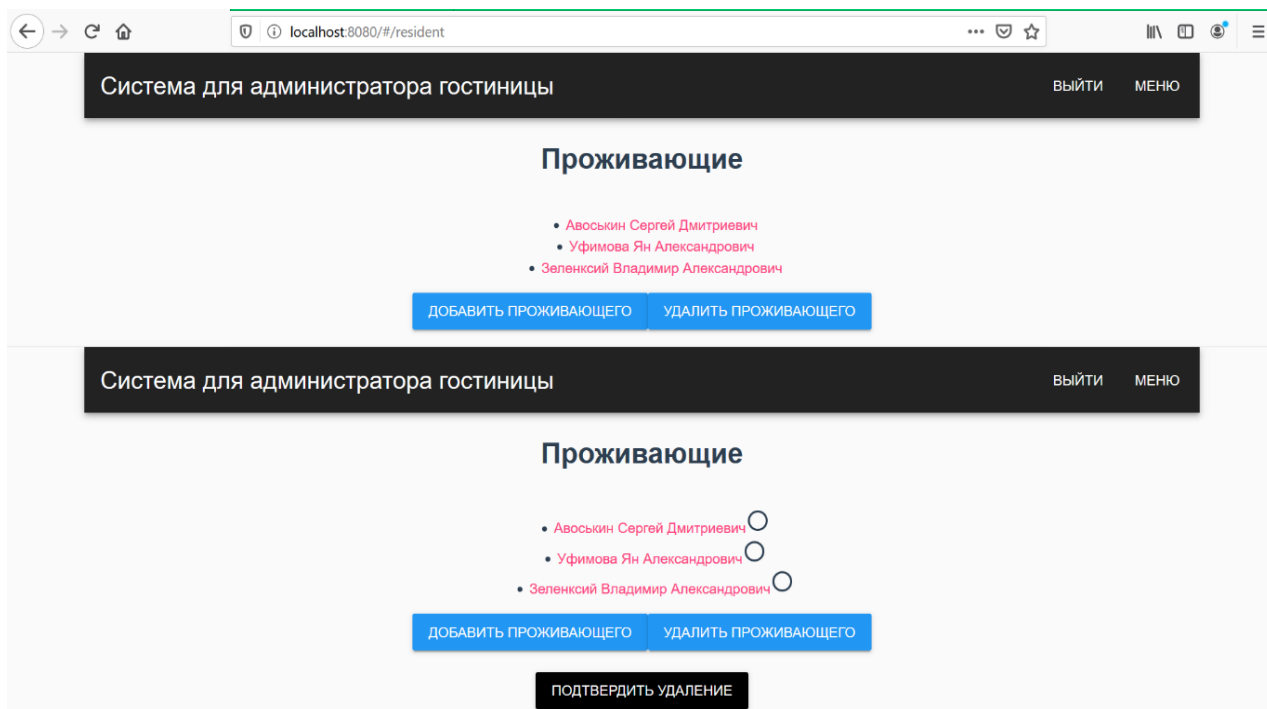 localhost:8080/#/resident
Система для администратора гостиницы ВЫЙТИ МЕНЮ
Проживающие
• Авоськин Сергей Дмитриевич
• Уфимова Ян Александрович
• Зеленксий Владимир Александрович
ДОБАВИТЬ ПРОЖИВАЮЩЕГО УДАЛИТЬ ПРОЖИВАЮЩЕГО
Система для администратора гостиницы ВЫЙТИ МЕНЮ
Проживающие
• Авоськин Сергей Дмитриевич
• Уфимова Ян Александрович
• Зеленксий Владимир Александрович
ДОБАВИТЬ ПРОЖИВАЮЩЕГО УДАЛИТЬ ПРОЖИВАЮЩЕГО
ПОДТВЕРДИТЬ УДАЛЕНИЕ